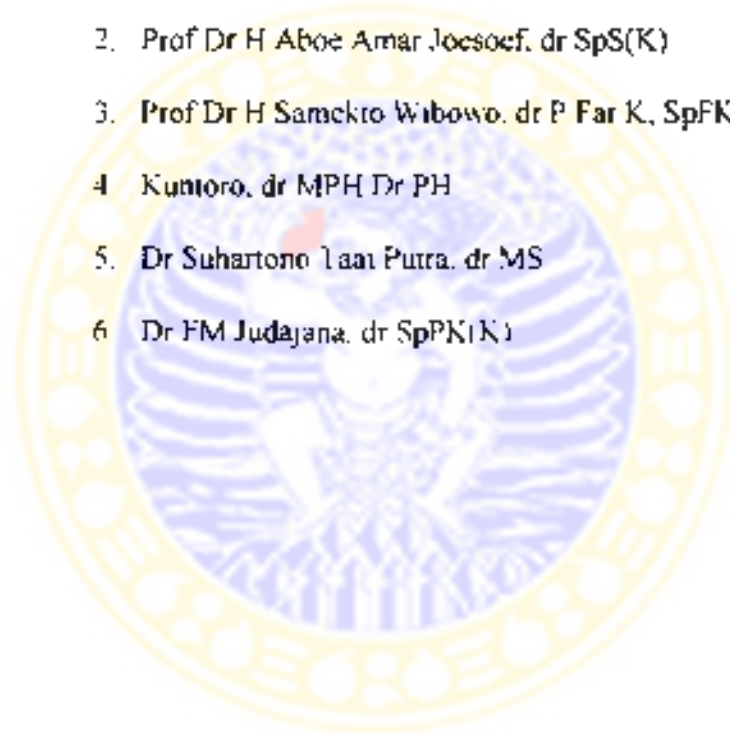 2. Prof Dr H Aboe Amar Joesoef, dr SpS(K)
3. Prof Dr H Samekto Wibowo, dr P Far K, SpFK
4 Kuntoro, dr MPH Dr PH
5. Dr Suhartono Taat Putra, dr MS
6 Dr FM Judajana, dr SpPK(K)